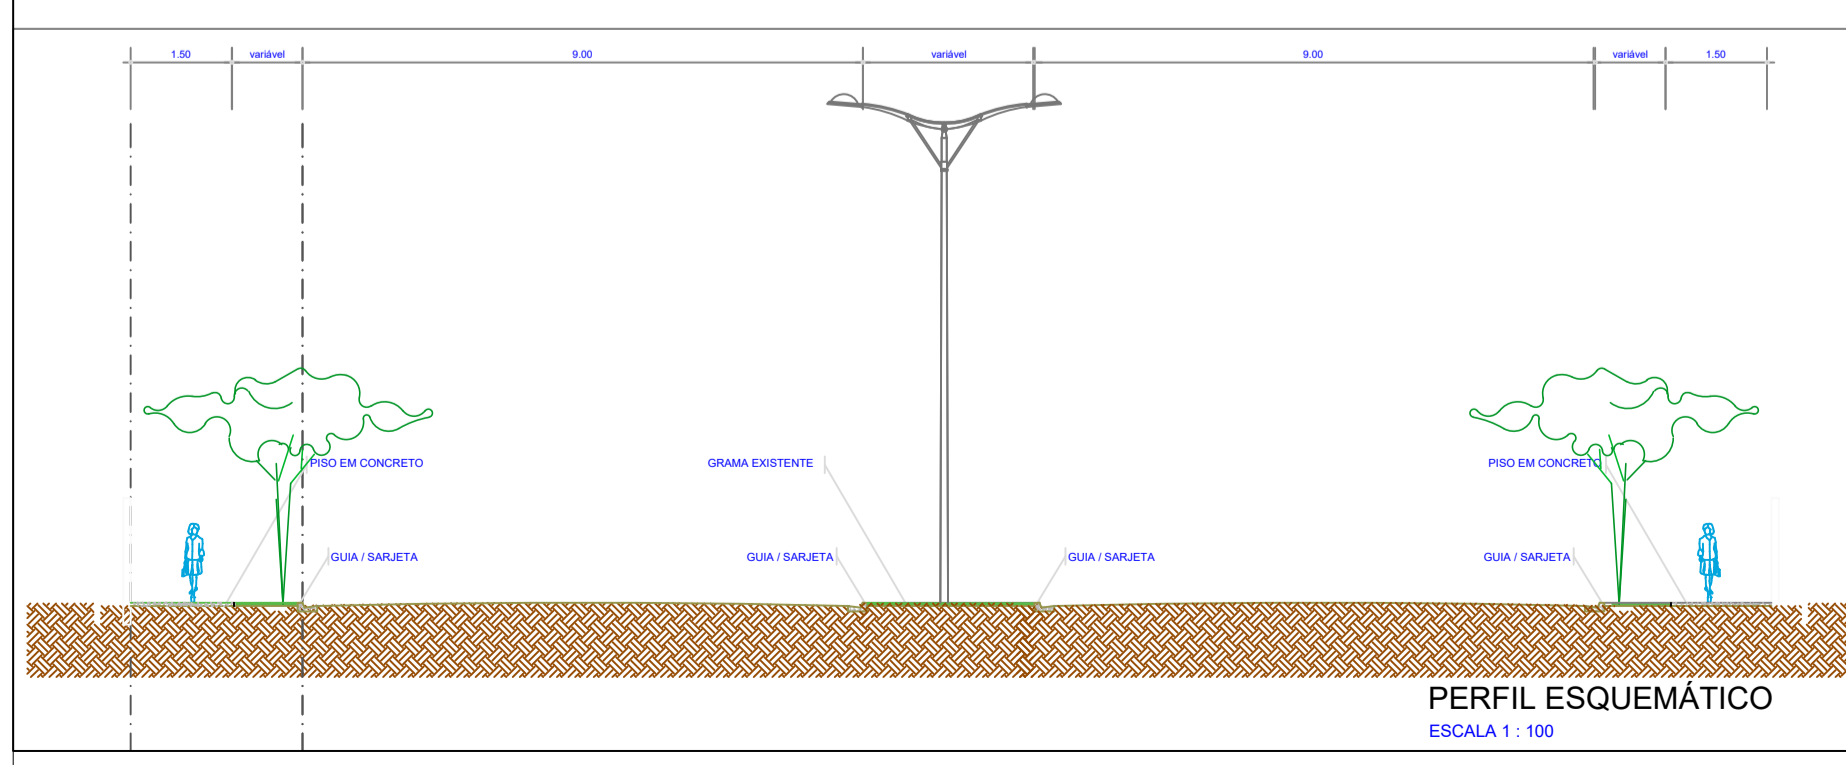 1.50 variável 9.00 variável 9.00 variável 1.50
PISO EM CONCRETO GRAMA EXISTENTE PISO EM CONCRETO
GUIA / SARJETA GUIA / SARJETA GUIA / SARJETA GUIA / SARJETA
PERFIL ESQUEMÁTICO
ESCALA 1 : 100